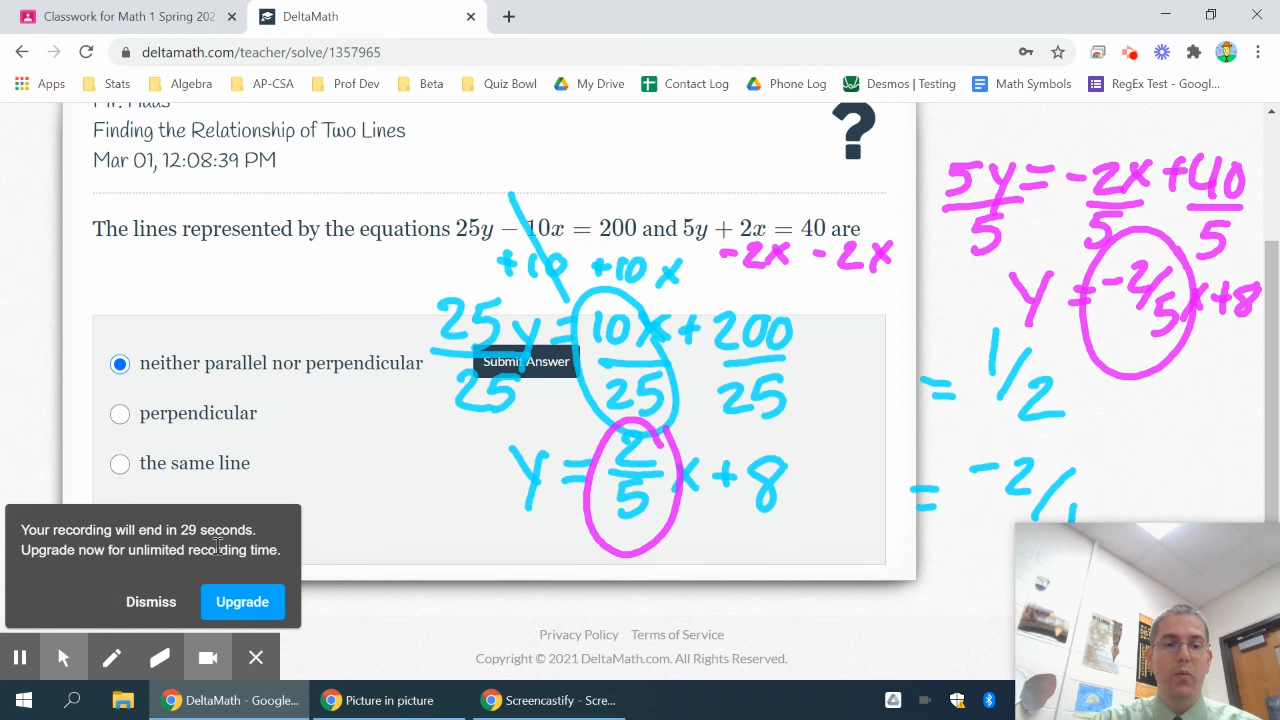 Classwork for Math 1 Spring 202
DeltaMath
deltamath.com/teacher/solve/1357965
Apps
Stats
Algebra
AP-CSA
Prof Dev
Beta
Quiz Bowl
My Drive
Contact Log
Phone Log
Desmos | Testing
Math Symbols
RegEx Test - Googl...
Mr. Haas
Finding the Relationship of Two Lines
Mar 01, 12:08:39 PM
?
The lines represented by the equations 25y − 10x = 200 and 5y + 2x = 40 are
+10 +10x
-2x -2x
5y = -2x + 40
5 5 5
y = -2/5 x + 8
25y = 10x + 200
25 25 25
y = 2/5 x + 8
= 1/2
= -2/1
neither parallel nor perpendicular
Submit Answer
perpendicular
the same line
Your recording will end in 29 seconds.
Upgrade now for unlimited recording time.
Dismiss
Upgrade
Privacy Policy
Terms of Service
Copyright © 2021 DeltaMath.com. All Rights Reserved.
DeltaMath - Google...
Picture in picture
Screencastify - Scre...